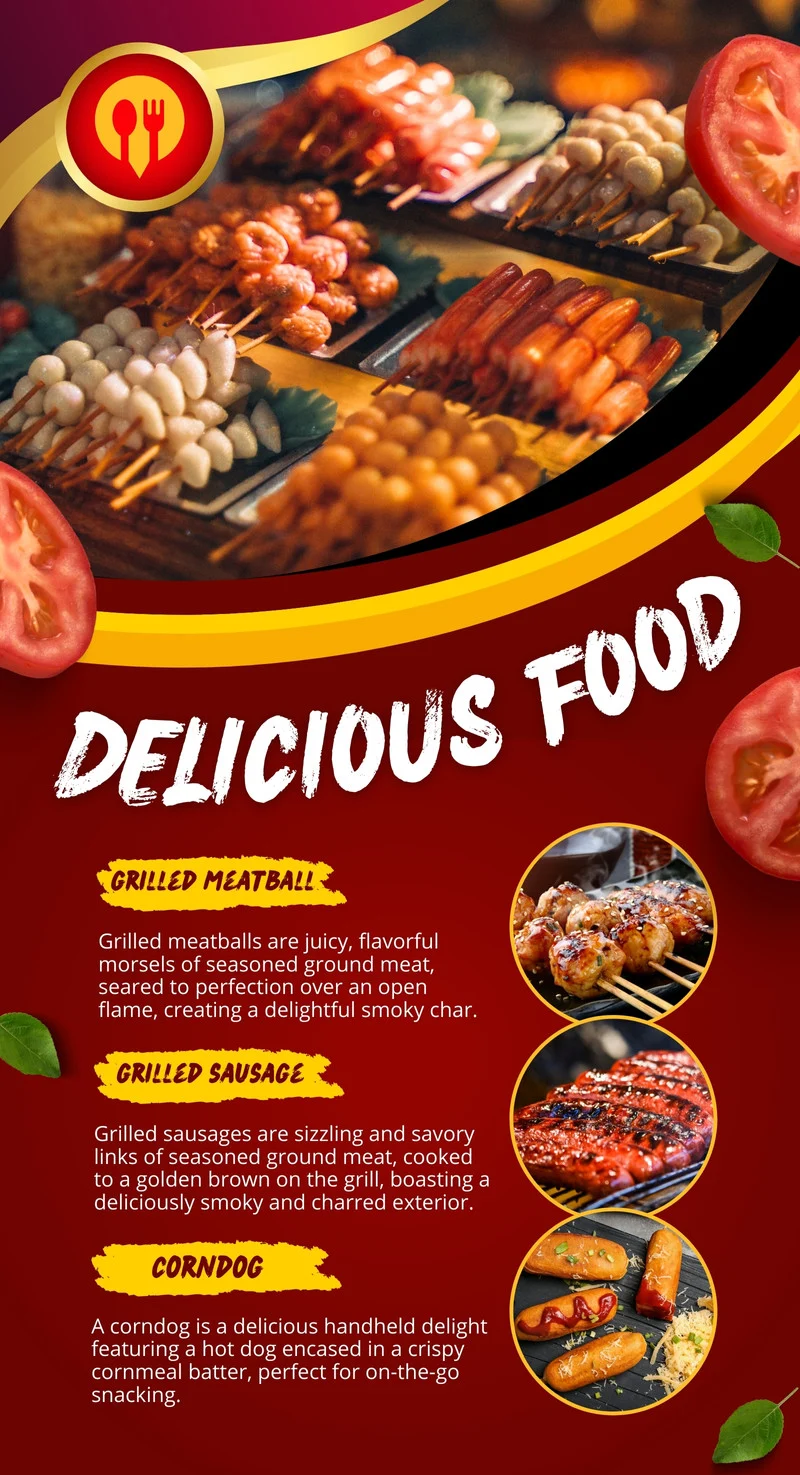 DELICIOUS FOOD
GRILLED MEATBALL
Grilled meatballs are juicy, flavorful
morsels of seasoned ground meat,
seared to perfection over an open
flame, creating a delightful smoky char.
GRILLED SAUSAGE
Grilled sausages are sizzling and savory
links of seasoned ground meat, cooked
to a golden brown on the grill, boasting a
deliciously smoky and charred exterior.
CORNDOG
A corndog is a delicious handheld delight
featuring a hot dog encased in a crispy
cornmeal batter, perfect for on-the-go
snacking.